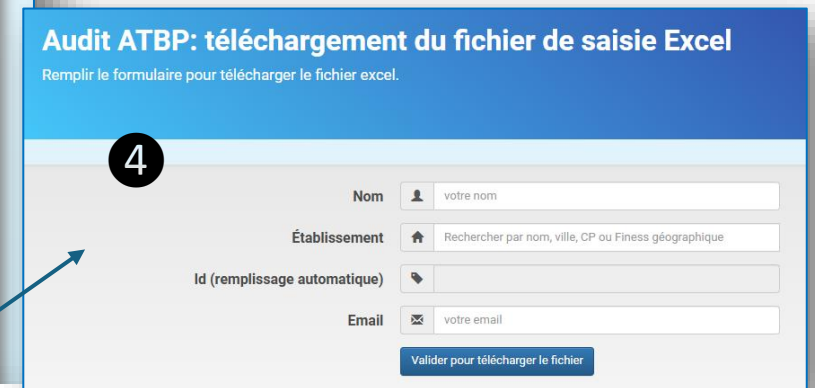 Audit ATBP: téléchargement du fichier de saisie Excel
Remplir le formulaire pour télécharger le fichier excel.
4
Nom votre nom
Établissement Rechercher par nom, ville, CP ou Finess géographique
Id (remplissage automatique)
Email votre email
Valider pour télécharger le fichier